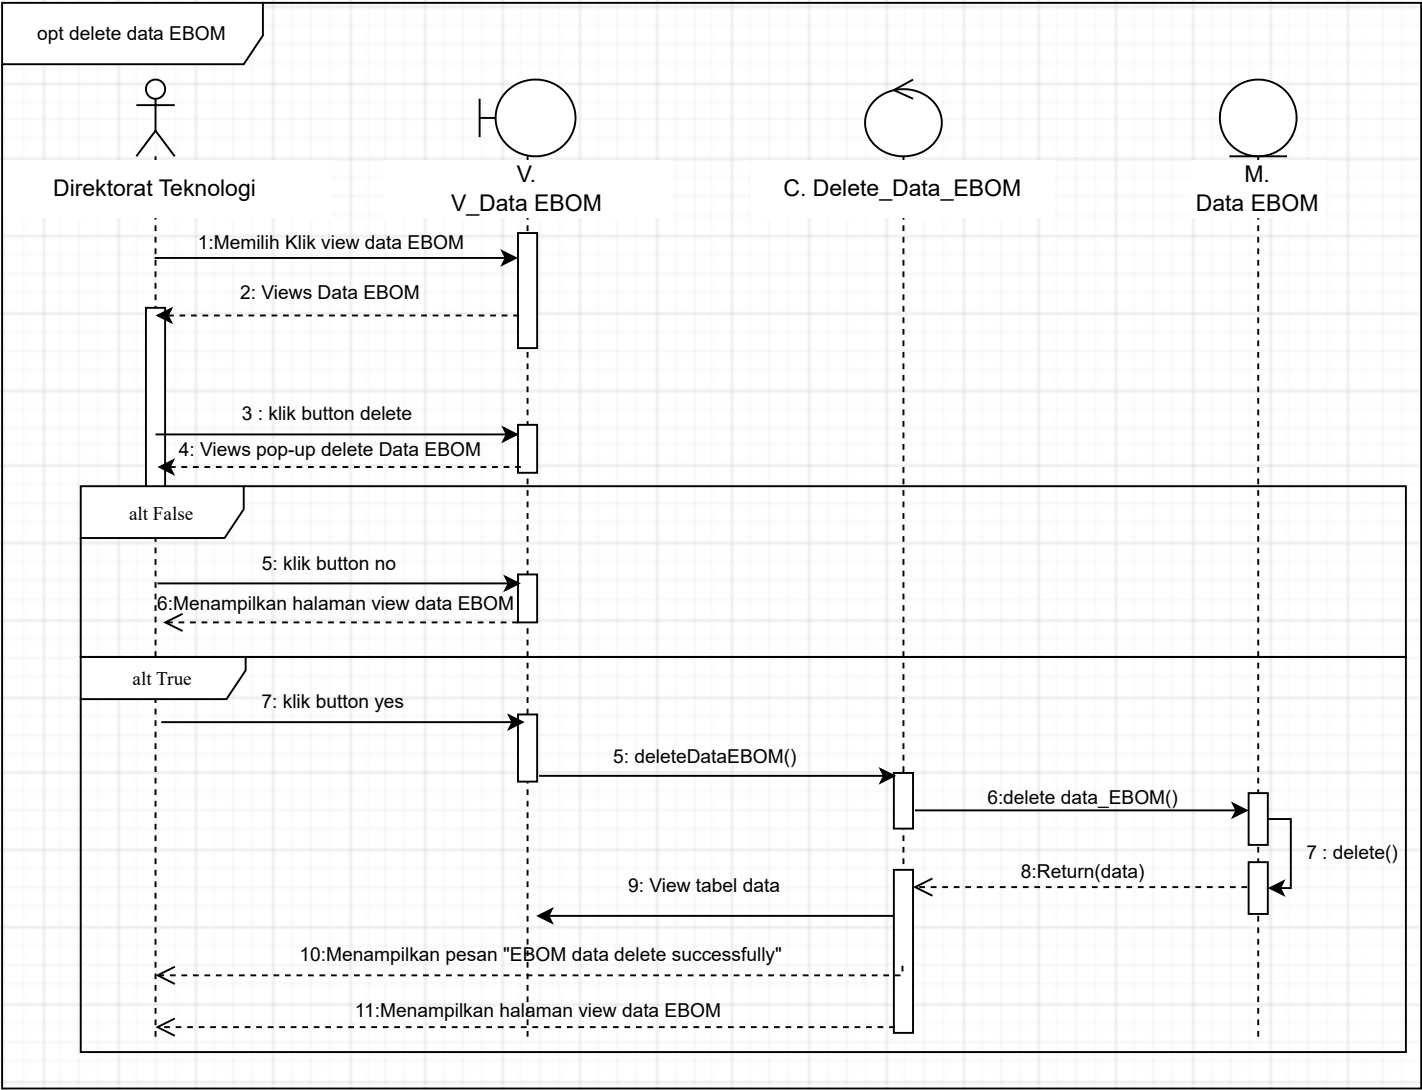 opt delete data EBOM
Direktorat Teknologi
V.
V_Data EBOM
C. Delete_Data_EBOM
M.
Data EBOM
1:Memilih Klik view data EBOM
2: Views Data EBOM
3 : klik button delete
4: Views pop-up delete Data EBOM
alt False
5: klik button no
6:Menampilkan halaman view data EBOM
alt True
7: klik button yes
5: deleteDataEBOM()
6:delete data_EBOM()
7 : delete()
8:Return(data)
9: View tabel data
10:Menampilkan pesan "EBOM data delete successfully"
11:Menampilkan halaman view data EBOM